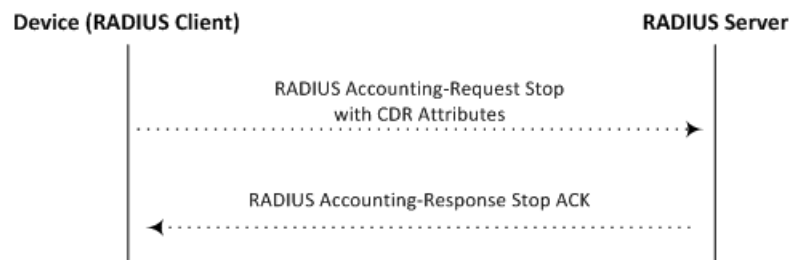 Device (RADIUS Client)
RADIUS Server
RADIUS Accounting-Request Stop
with CDR Attributes
RADIUS Accounting-Response Stop ACK